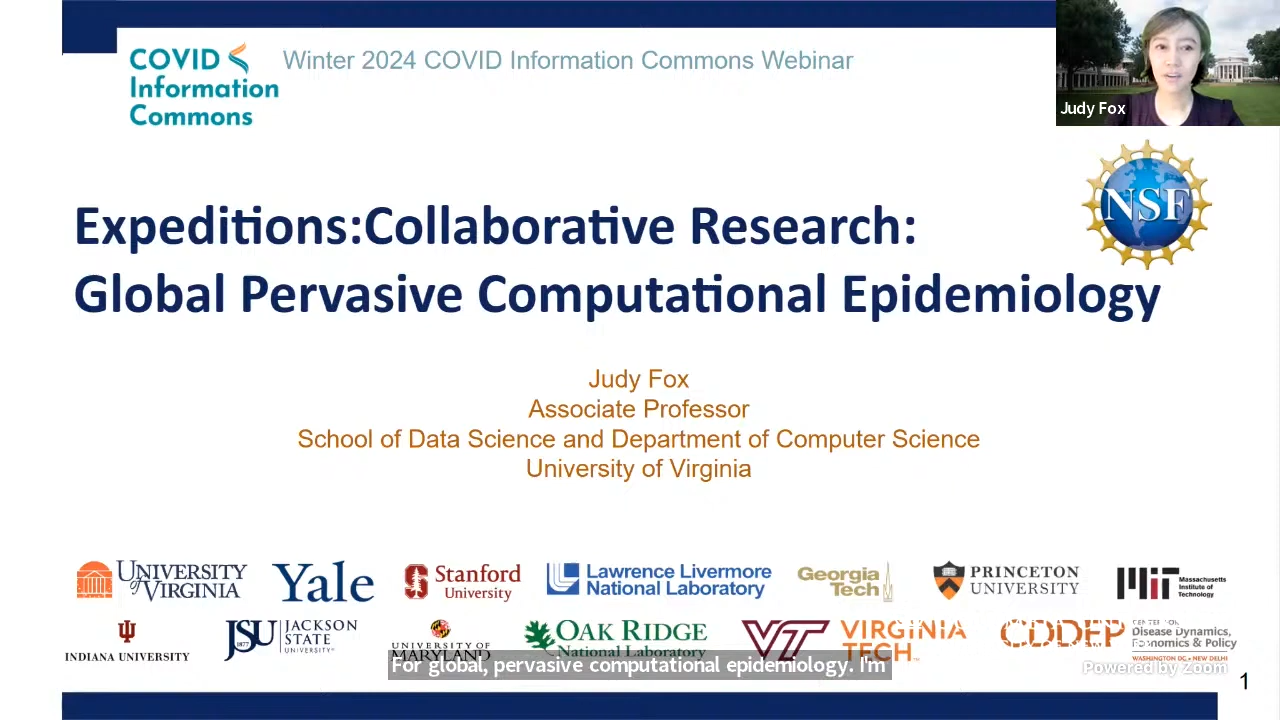 COVID
Information
Commons
Winter 2024 COVID Information Commons Webinar
Judy Fox
NSF
Expeditions:Collaborative Research:
Global Pervasive Computational Epidemiology
Judy Fox
Associate Professor
School of Data Science and Department of Computer Science
University of Virginia
UNIVERSITY
of VIRGINIA
Yale
Stanford
University
Lawrence Livermore
National Laboratory
Georgia
Tech
PRINCETON
UNIVERSITY
MIT
Massachusetts
Institute of
Technology
INDIANA UNIVERSITY
JSU
1877
JACKSON
STATE
UNIVERSITY
UNIVERSITY OF
MARYLAND
OAK RIDGE
National Laboratory
VT
VIRGINIA
TECH
CDDEP
CENTER FOR
Disease Dynamics,
Economics & Policy
WASHINGTON DC • NEW DELHI
For global, pervasive computational epidemiology. I'm
Powered by Zoom
1